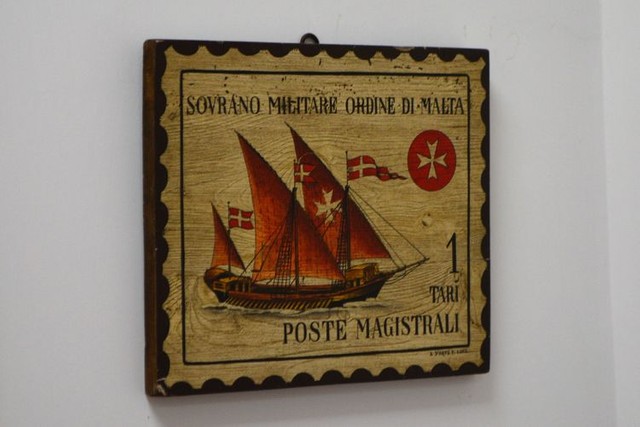 SOVRANO MILITARE ORDINE DI·MALTA
1
TARI
POSTE MAGISTRALI